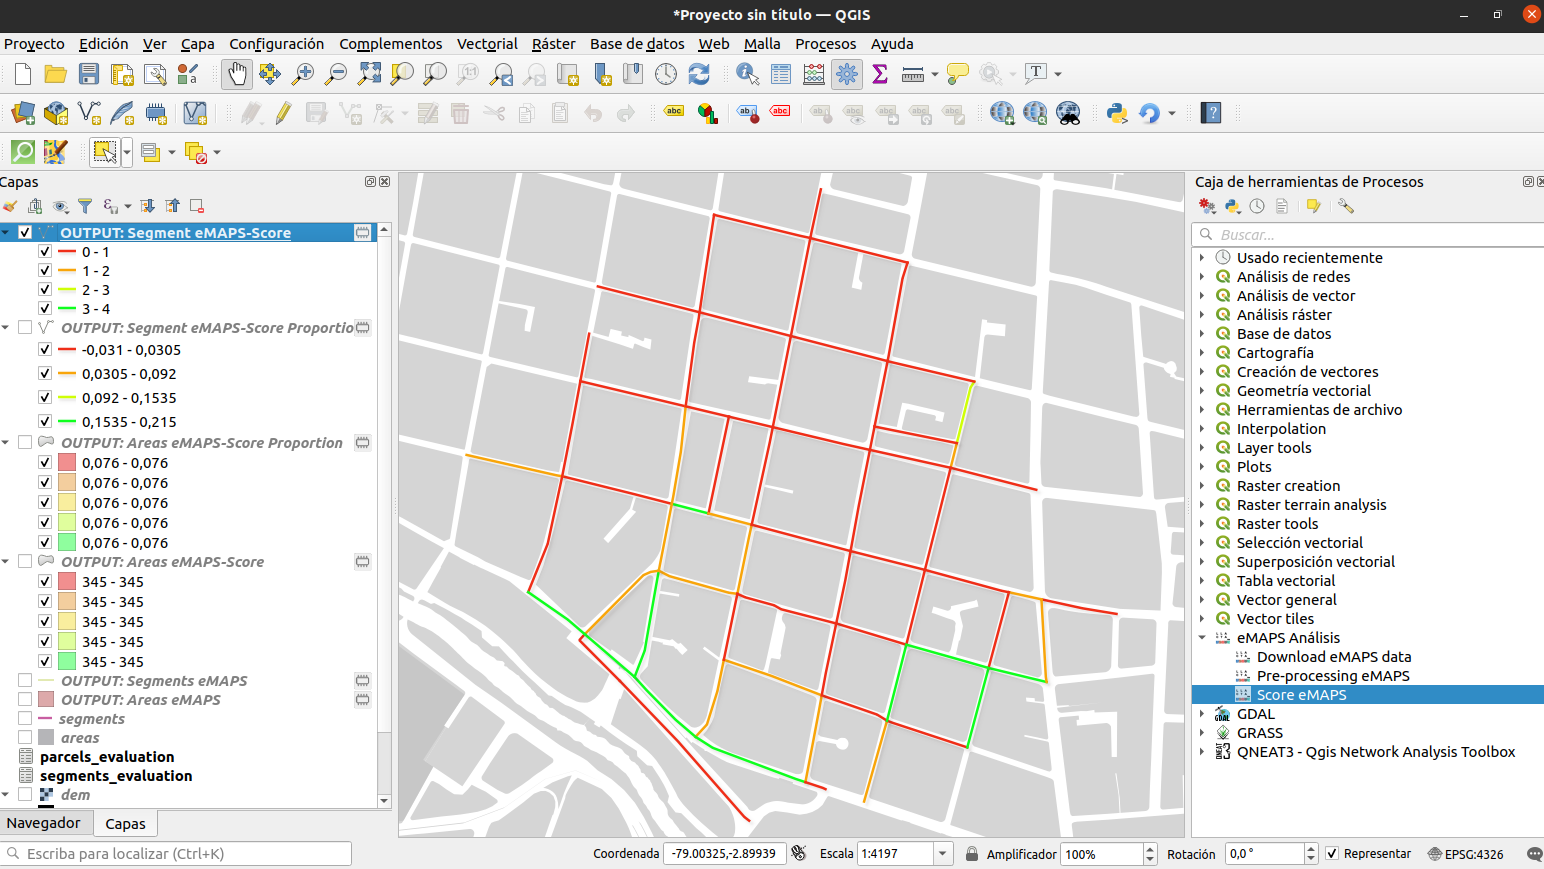 *Proyecto sin título — QGIS
Proyecto Edición Ver Capa Configuración Complementos Vectorial Ráster Base de datos Web Malla Procesos Ayuda
Capas
OUTPUT: Segment eMAPS-Score
0 - 1
1 - 2
2 - 3
3 - 4
OUTPUT: Segment eMAPS-Score Proportio
-0,031 - 0,0305
0,0305 - 0,092
0,092 - 0,1535
0,1535 - 0,215
OUTPUT: Areas eMAPS-Score Proportion
0,076 - 0,076
0,076 - 0,076
0,076 - 0,076
0,076 - 0,076
0,076 - 0,076
OUTPUT: Areas eMAPS-Score
345 - 345
345 - 345
345 - 345
345 - 345
345 - 345
OUTPUT: Segments eMAPS
OUTPUT: Areas eMAPS
segments
areas
parcels_evaluation
segments_evaluation
dem
Navegador Capas
Caja de herramientas de Procesos
Buscar...
Usado recientemente
Análisis de redes
Análisis de vector
Análisis ráster
Base de datos
Cartografía
Creación de vectores
Geometría vectorial
Herramientas de archivo
Interpolation
Layer tools
Plots
Raster creation
Raster terrain analysis
Raster tools
Selección vectorial
Superposición vectorial
Tabla vectorial
Vector general
Vector tiles
eMAPS Análisis
Download eMAPS data
Pre-processing eMAPS
Score eMAPS
GDAL
GRASS
QNEAT3 - Qgis Network Analysis Toolbox
Escriba para localizar (Ctrl+K)
Coordenada -79.00325,-2.89939 Escala 1:4197 Amplificador 100% Rotación 0,0° Representar EPSG:4326